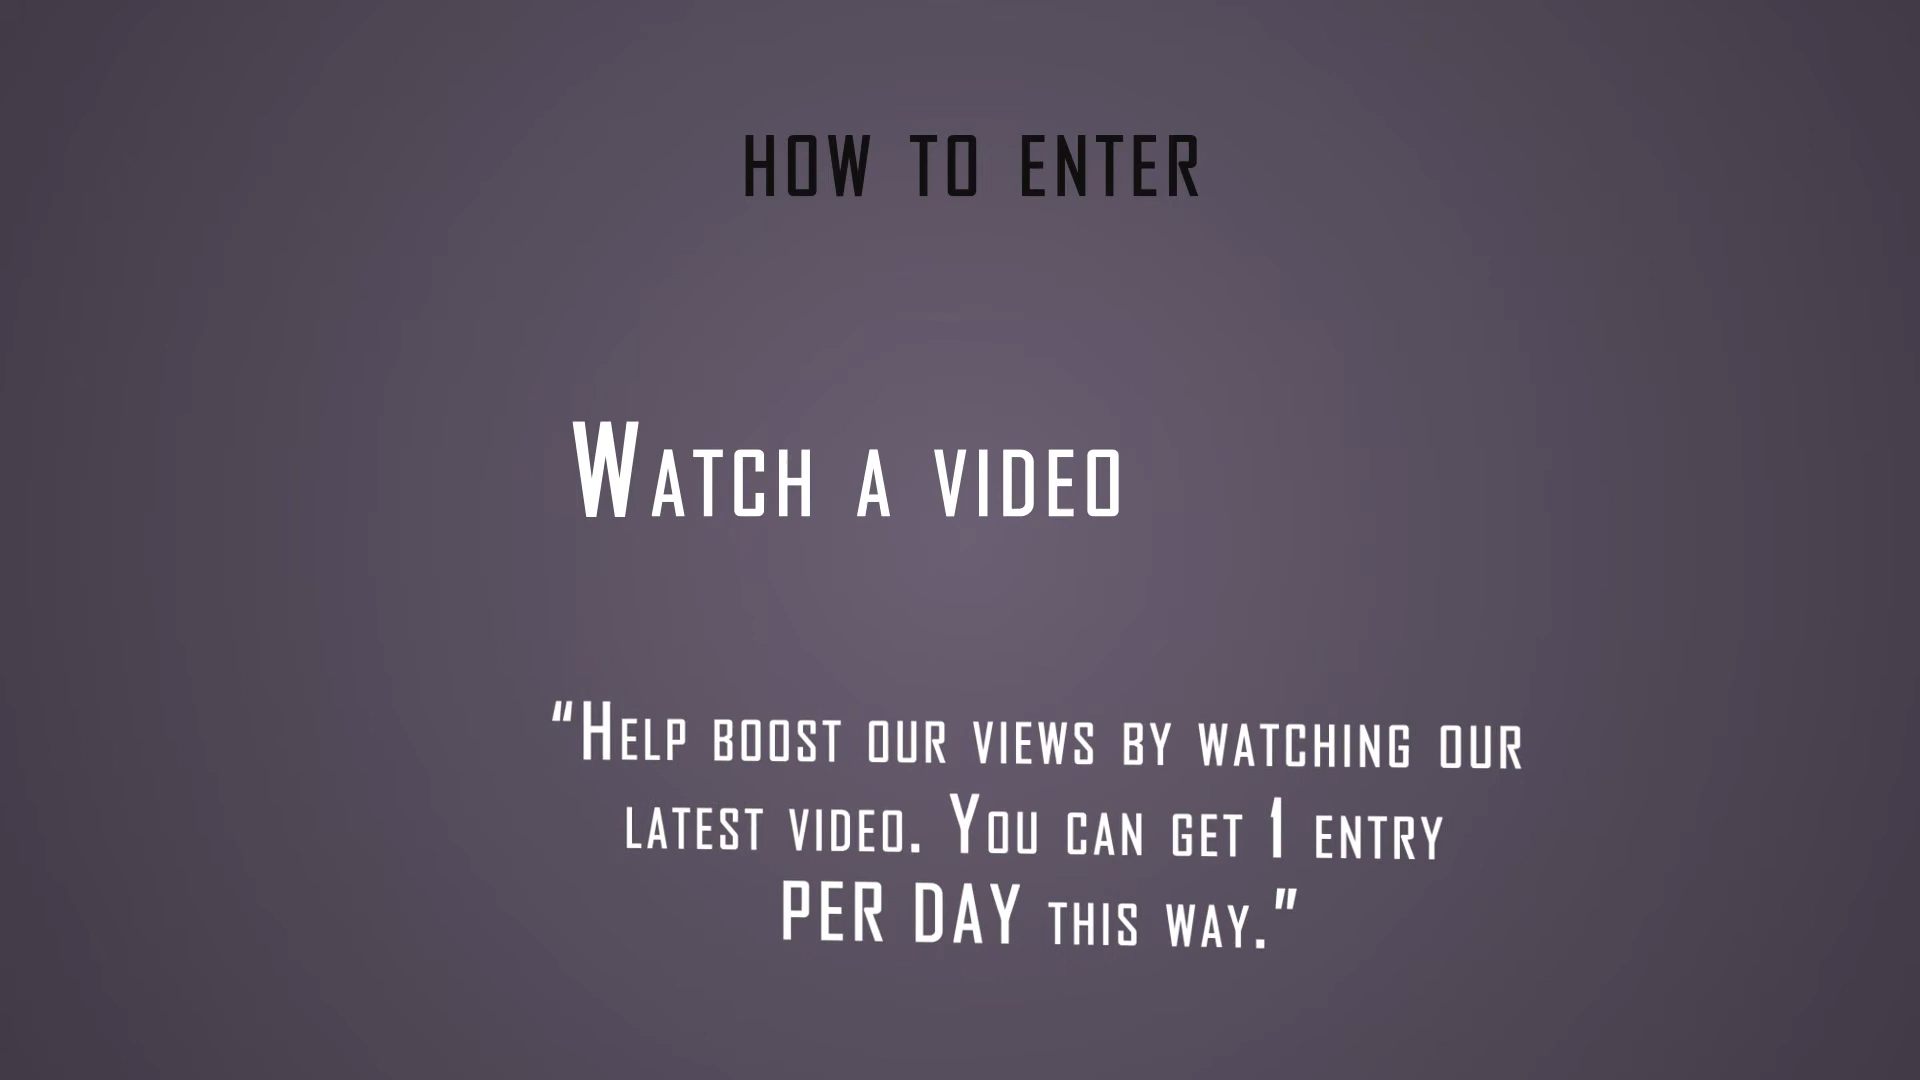 HOW TO ENTER
Watch a video
“Help boost our views by watching our
latest video. You can get 1 entry
PER DAY this way.”